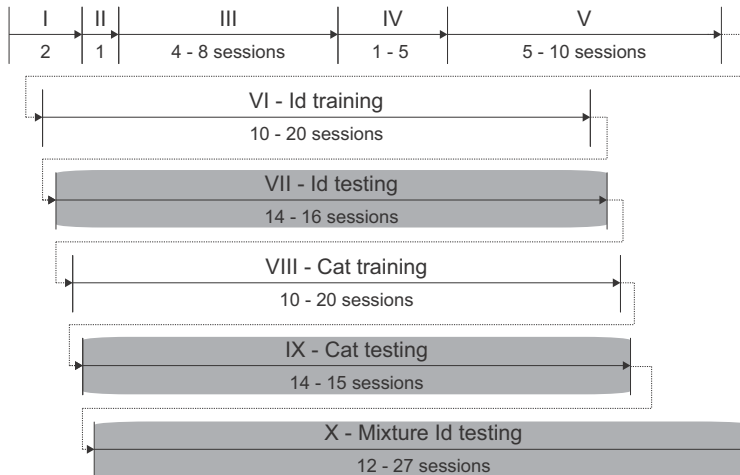 I II III IV V
2 1 4 - 8 sessions 1 - 5 5 - 10 sessions
VI - Id training
10 - 20 sessions
VII - Id testing
14 - 16 sessions
VIII - Cat training
10 - 20 sessions
IX - Cat testing
14 - 15 sessions
X - Mixture Id testing
12 - 27 sessions